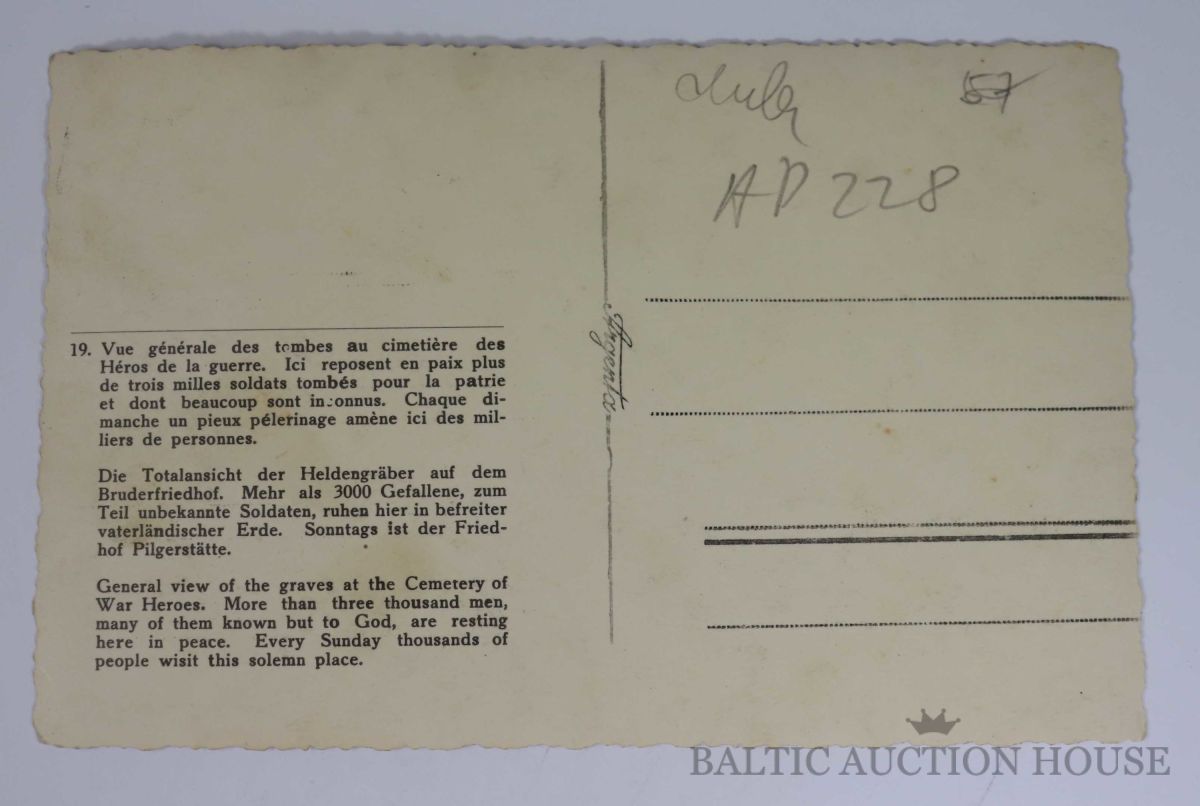 19. Vue générale des tombes au cimetière des
Héros de la guerre. Ici reposent en paix plus
de trois milles soldats tombés pour la patrie
et dont beaucoup sont inconnus. Chaque di-
manche un pieux pélerinage amène ici des mil-
liers de personnes.
Die Totalansicht der Heldengräber auf dem
Bruderfriedhof. Mehr als 3000 Gefallene, zum
Teil unbekannte Soldaten, ruhen hier in befreiter
vaterländischer Erde. Sonntags ist der Fried-
hof Pilgerstätte.
General view of the graves at the Cemetery of
War Heroes. More than three thousand men,
many of them known but to God, are resting
here in peace. Every Sunday thousands of
people wisit this solemn place.
Argenta
57
AD 228
BALTIC AUCTION HOUSE